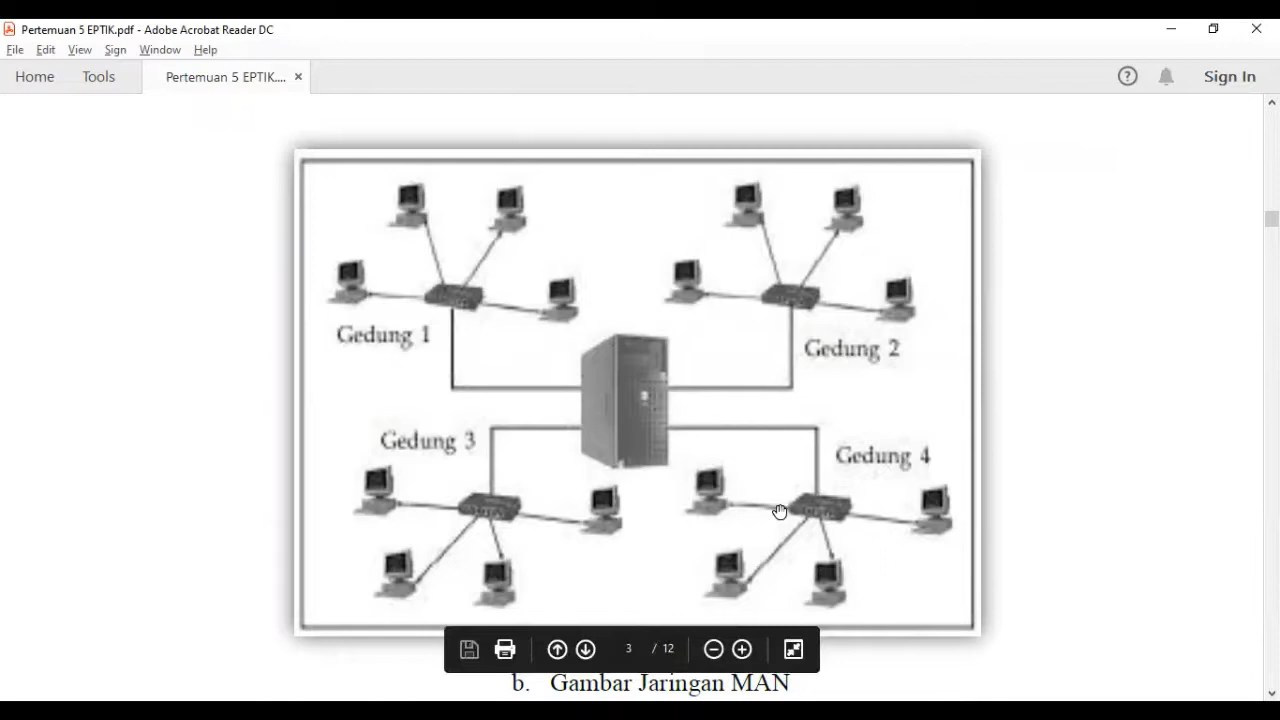 Pertemuan 5 EPTIK.pdf - Adobe Acrobat Reader DC
File Edit View Sign Window Help
Home Tools Pertemuan 5 EPTIK.... Sign In
Gedung 1
Gedung 2
Gedung 3
Gedung 4
3 / 12
b. Gambar Jaringan MAN